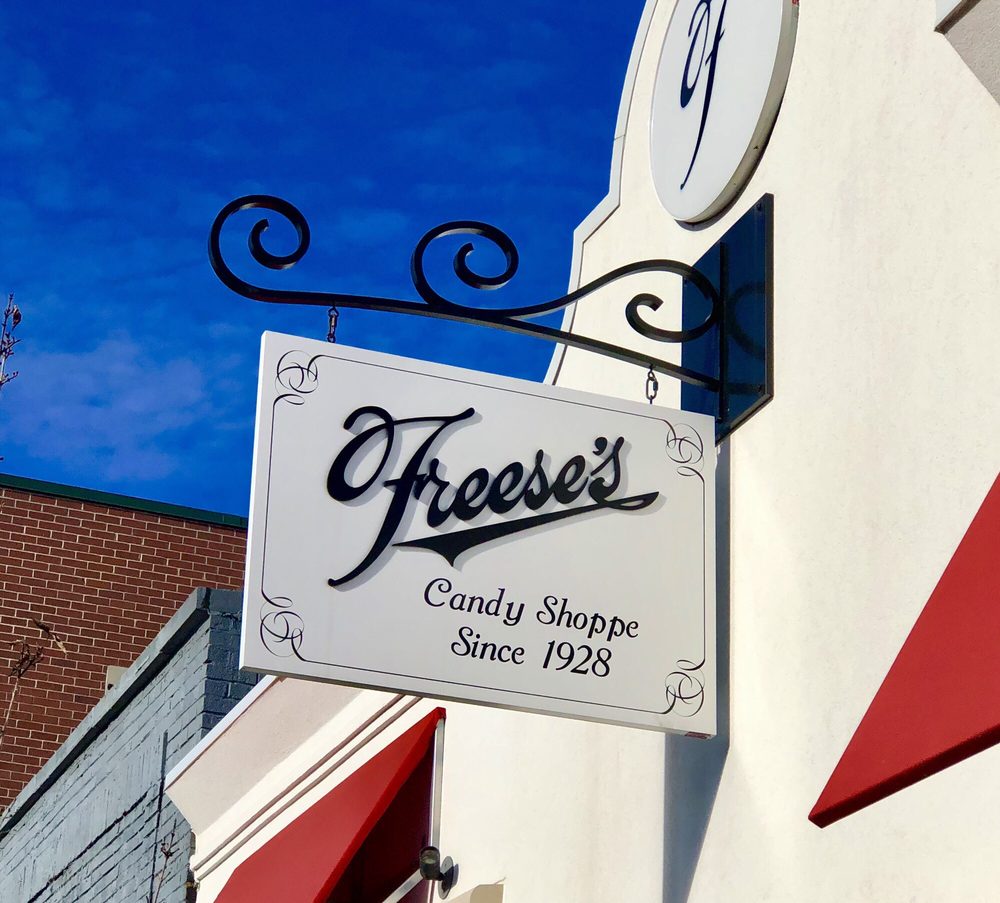 F
Freese's
Candy Shoppe
Since 1928